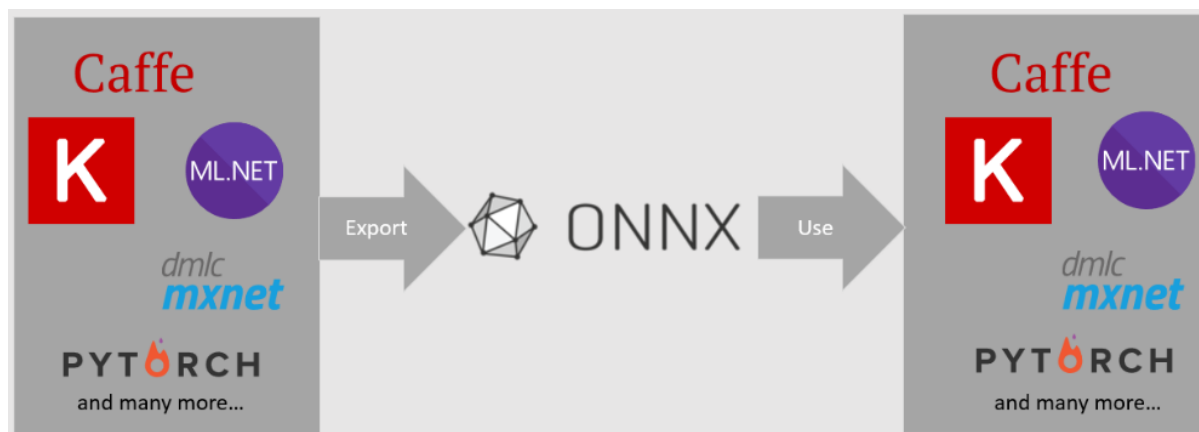 Caffe
K
ML.NET
dmlc
mxnet
PYTORCH
and many more...
Export
ONNX
Use
Caffe
K
ML.NET
dmlc
mxnet
PYTORCH
and many more...